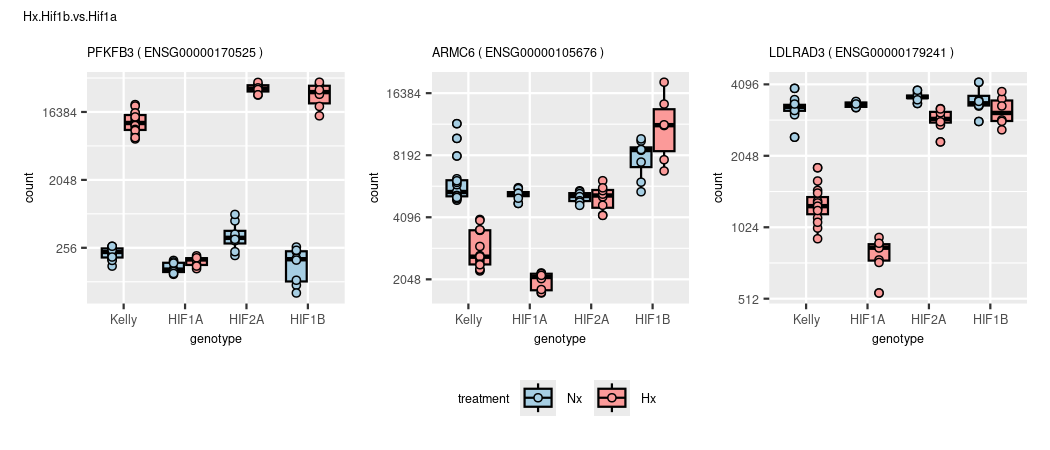 Hx.Hif1b.vs.Hif1a
PFKFB3 ( ENSG00000170525 )
count
16384
2048
256
Kelly HIF1A HIF2A HIF1B
genotype
ARMC6 ( ENSG00000105676 )
count
16384
8192
4096
2048
Kelly HIF1A HIF2A HIF1B
genotype
LDLRAD3 ( ENSG00000179241 )
count
4096
2048
1024
512
Kelly HIF1A HIF2A HIF1B
genotype
treatment Nx Hx